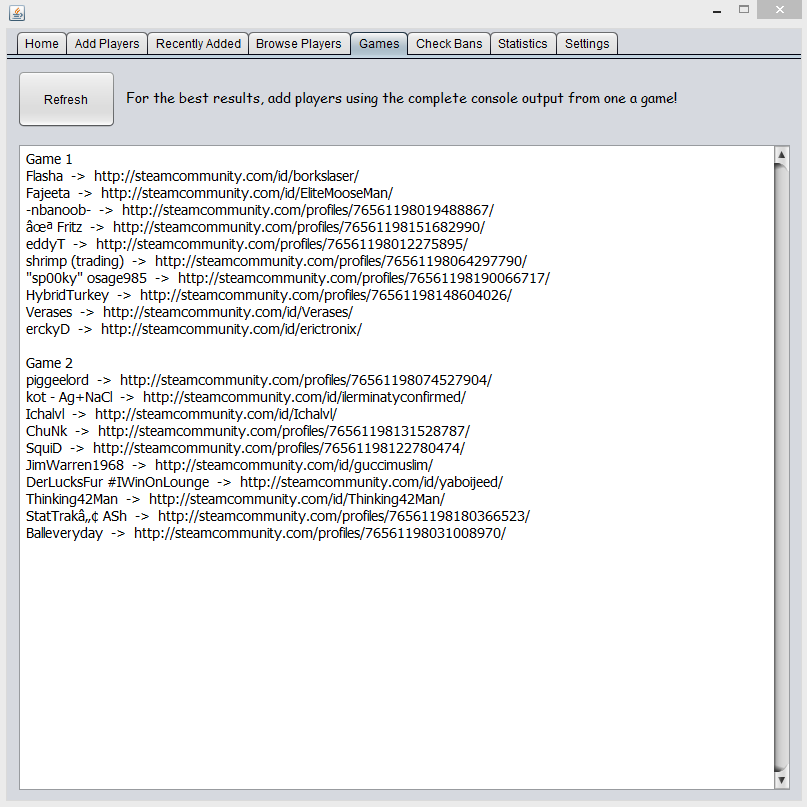 Home Add Players Recently Added Browse Players Games Check Bans Statistics Settings
Refresh
For the best results, add players using the complete console output from one a game!
Game 1
Flasha -> http://steamcommunity.com/id/borkslaser/
Fajeeta -> http://steamcommunity.com/id/EliteMooseMan/
-nbanoob- -> http://steamcommunity.com/profiles/76561198019488867/
âœª Fritz -> http://steamcommunity.com/profiles/76561198151682990/
eddyT -> http://steamcommunity.com/profiles/76561198012275895/
shrimp (trading) -> http://steamcommunity.com/profiles/76561198064297790/
"sp00ky" osage985 -> http://steamcommunity.com/profiles/76561198190066717/
HybridTurkey -> http://steamcommunity.com/profiles/76561198148604026/
Verases -> http://steamcommunity.com/id/Verases/
erckyD -> http://steamcommunity.com/id/erictronix/
Game 2
piggeelord -> http://steamcommunity.com/profiles/76561198074527904/
kot - Ag+NaCl -> http://steamcommunity.com/id/ilerminatyconfirmed/
Ichalvl -> http://steamcommunity.com/id/Ichalvl/
ChuNk -> http://steamcommunity.com/profiles/76561198131528787/
SquiD -> http://steamcommunity.com/profiles/76561198122780474/
JimWarren1968 -> http://steamcommunity.com/id/guccimuslim/
DerLucksFur #IWinOnLounge -> http://steamcommunity.com/id/yaboijeed/
Thinking42Man -> http://steamcommunity.com/id/Thinking42Man/
StatTrakâ„¢ ASh -> http://steamcommunity.com/profiles/76561198180366523/
Balleveryday -> http://steamcommunity.com/profiles/76561198031008970/